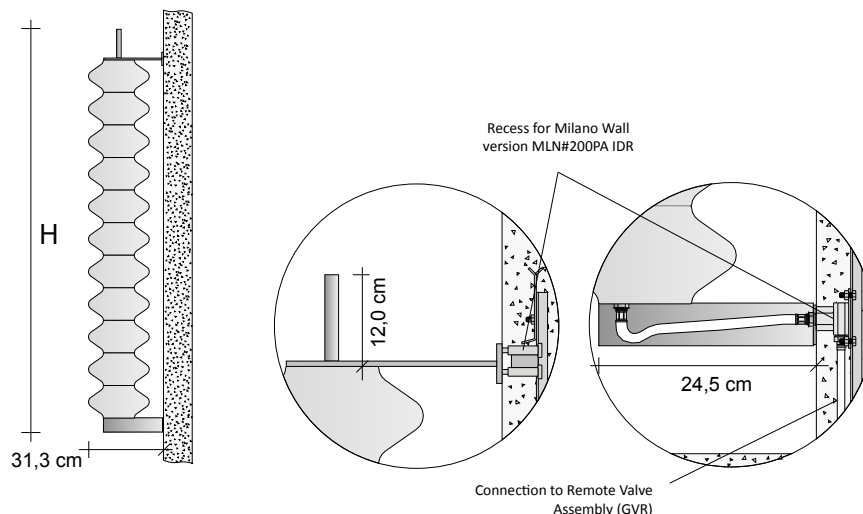 H
31,3 cm
Recess for Milano Wall
version MLN#200PA IDR
12,0 cm
24,5 cm
Connection to Remote Valve
Assembly (GVR)